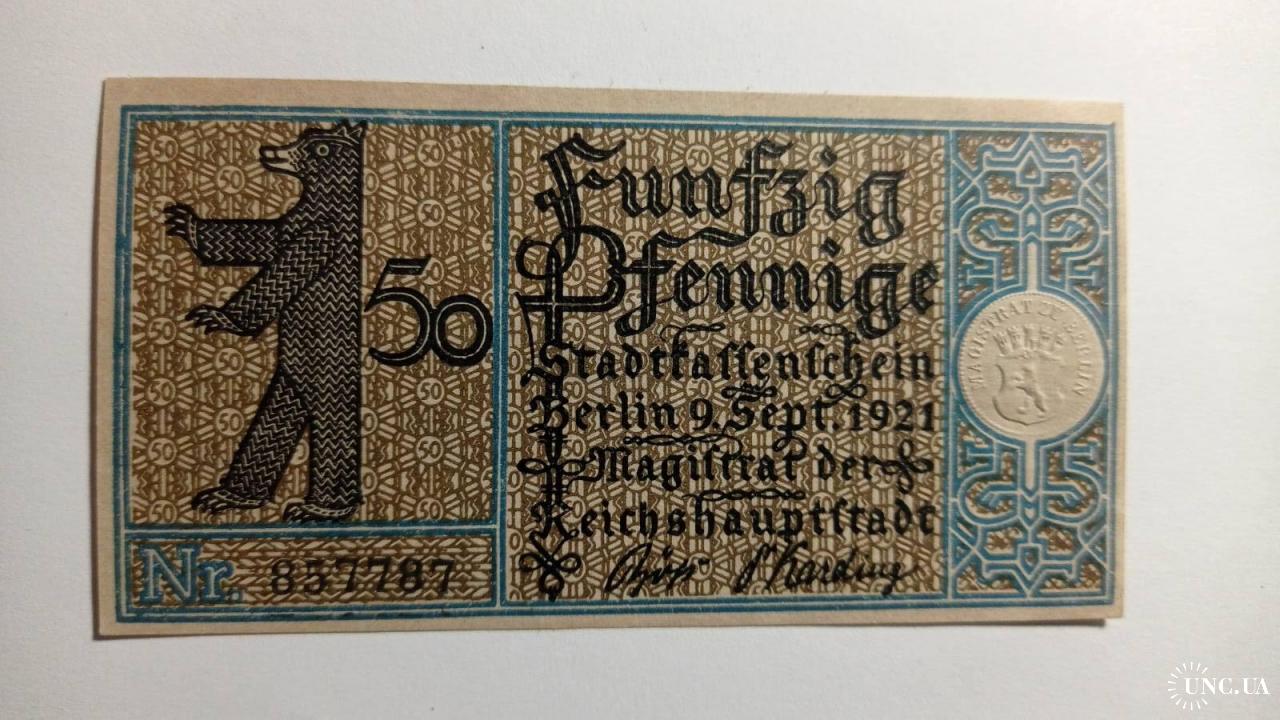 50
Funfzig
Pfennige
Stadtkassenschein
Berlin 9. Sept. 1921
Magistrat der
Reichshauptstadt
Nr. 857787
MAGISTRAT ZU BERLIN
UNC.UA